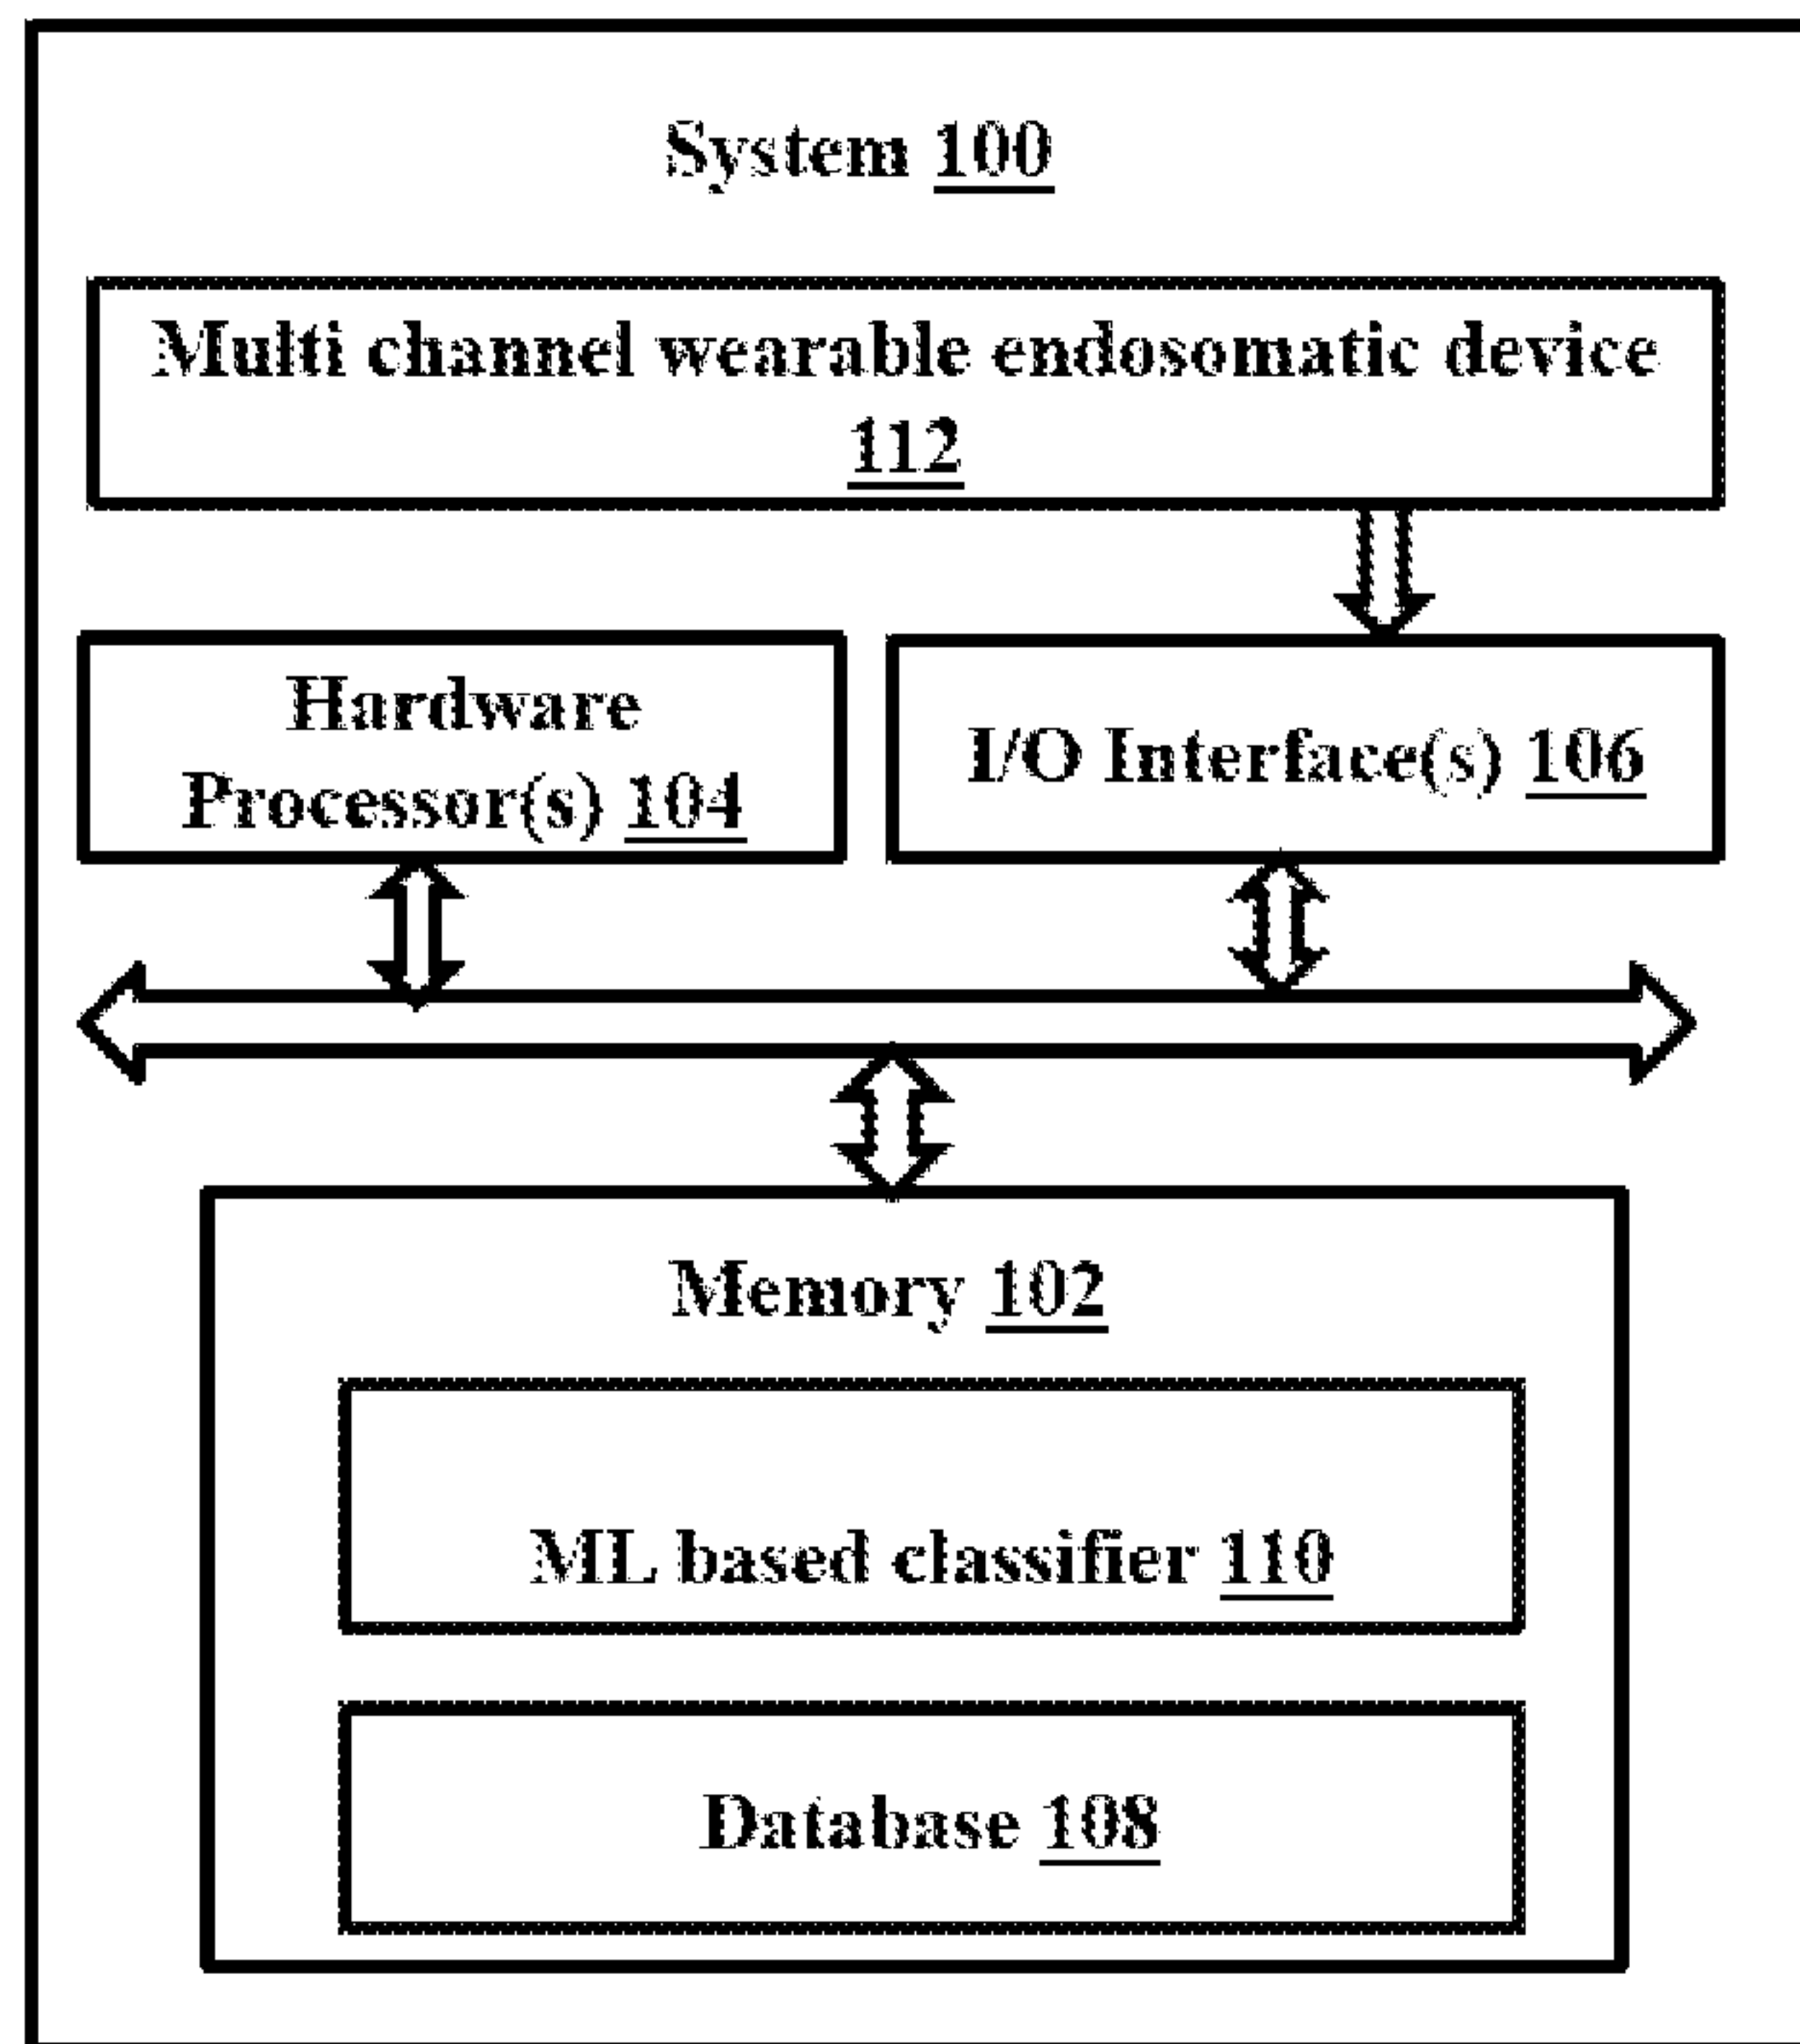 System 100
Multi channel wearable endosomatic device
112
Hardware
Processor(s) 104
I/O Interface(s) 106
Memory 102
ML based classifier 110
Database 108